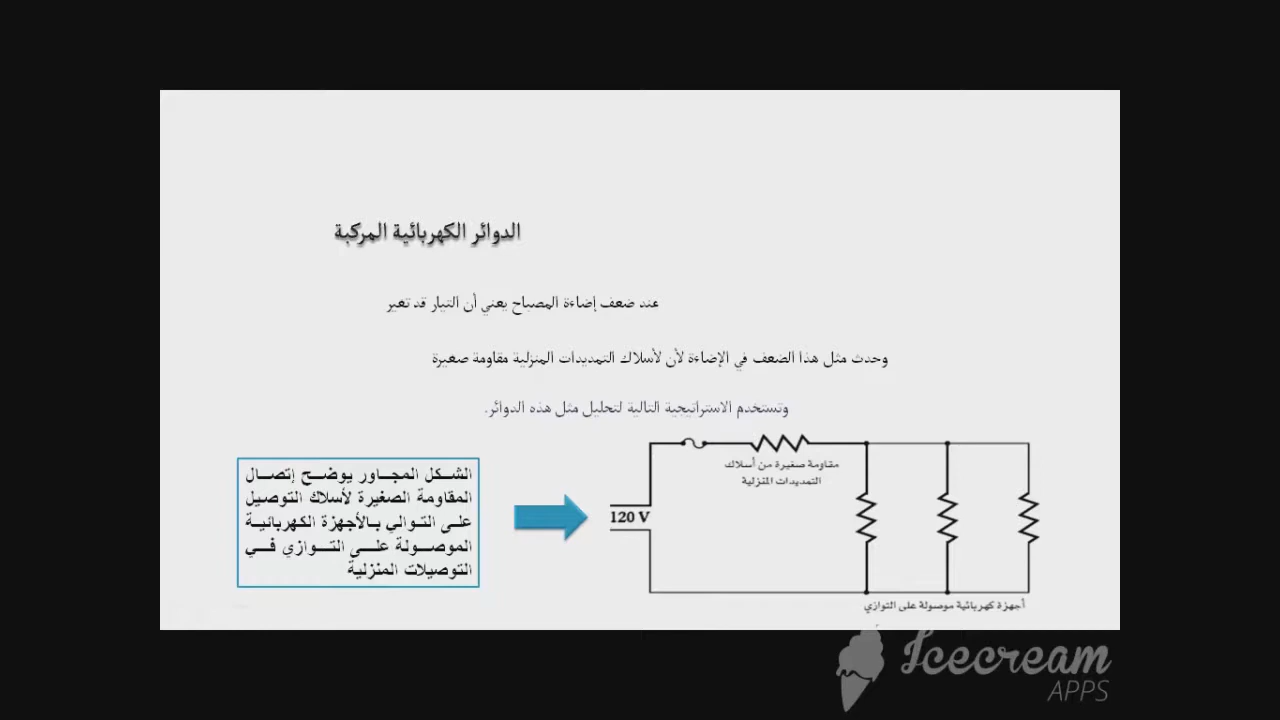 الدوائر الكهربائية المركبة
عند ضعف إضاءة المصباح يعني أن التيار قد تغير
وحدث مثل هذا الضعف في الإضاءة لأن لأسلاك التمديدات المنزلية مقاومة صغيرة
وتستخدم الاستراتيجية التالية لتحليل مثل هذه الدوائر.
الشكل المجاور يوضح إتصال
المقاومة الصغيرة لأسلاك التوصيل
على التوالي بالأجهزة الكهربائية
الموصولة على التوازي في
التوصيلات المنزلية
مقاومة صغيرة من أسلاك
التمديدات المنزلية
120 V
أجهزة كهربائية موصولة على التوازي
Icecream
APPS